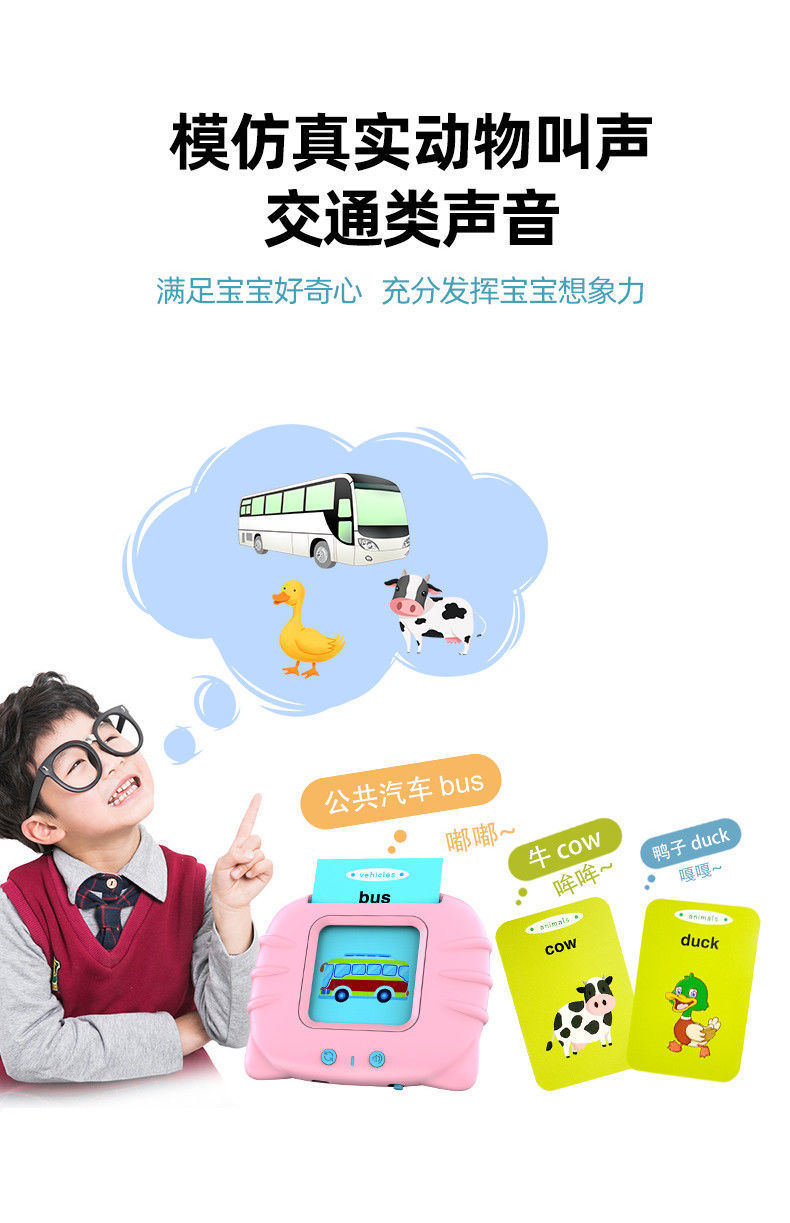 模仿真实动物叫声
交通类声音
满足宝宝好奇心 充分发挥宝宝想象力
公共汽车 bus
嘟嘟~
vehicles
bus
牛 cow
哞哞~
animals
cow
鸭子 duck
嘎嘎~
animals
duck